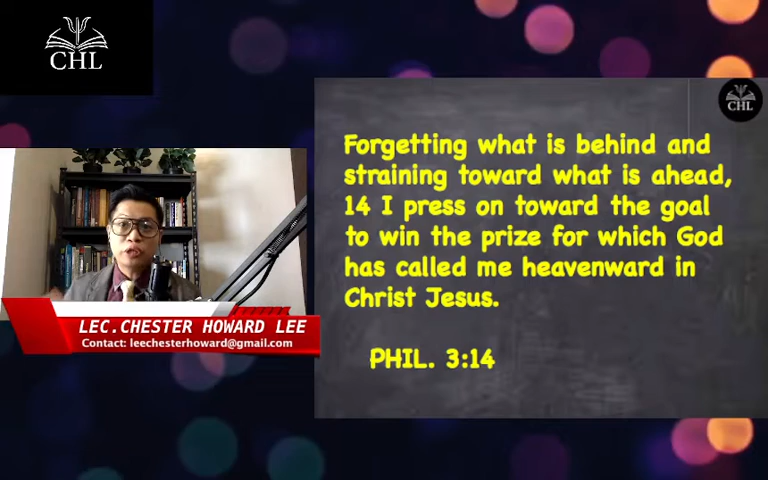 CHL
CHL
Forgetting what is behind and
straining toward what is ahead,
14 I press on toward the goal
to win the prize for which God
has called me heavenward in
Christ Jesus.
PHIL. 3:14
LEC.CHESTER HOWARD LEE
Contact: leechesterhoward@gmail.com